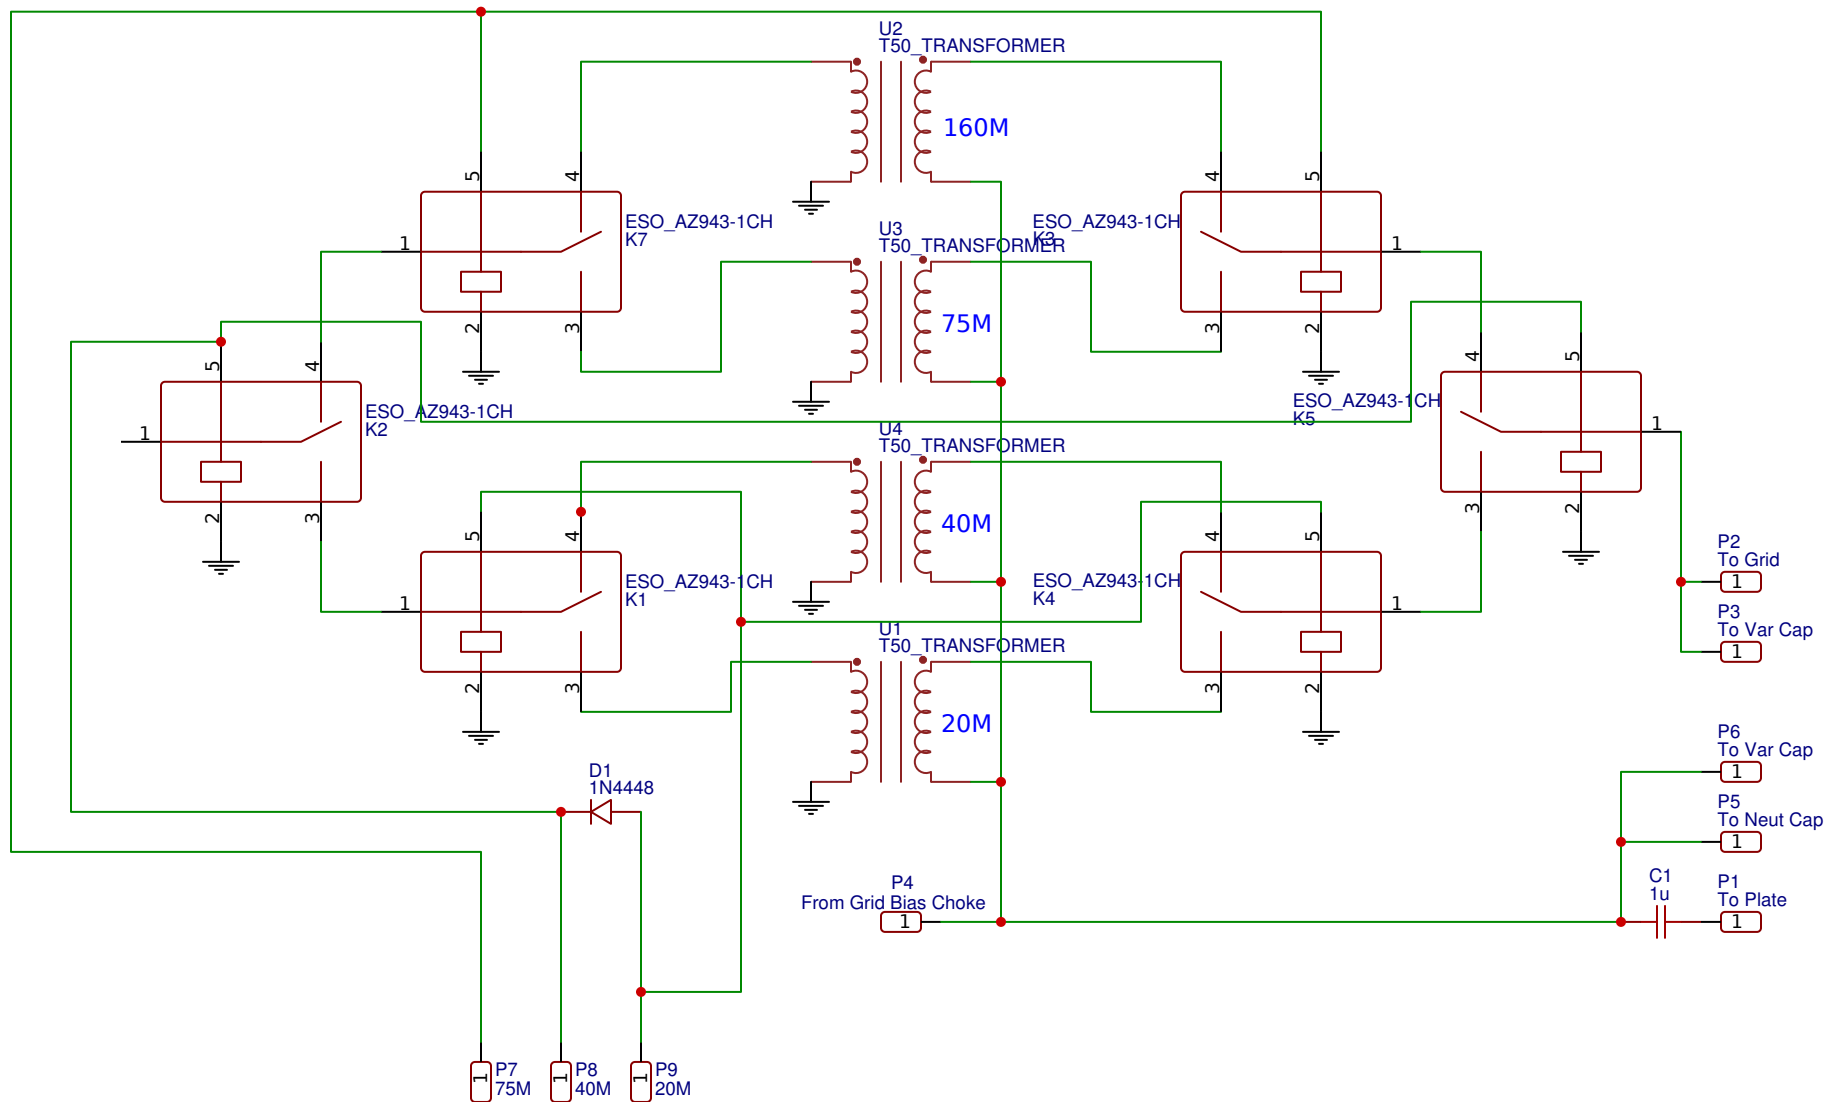 U2
T50_TRANSFORMER
160M
5
4
4
5
ESO_AZ943-1CH
K7
ESO_AZ943-1CH
K3
U3
T50_TRANSFORMER
1
1
75M
2
3
3
2
5
4
4
5
ESO_AZ943-1CH
K2
ESO_AZ943-1CH
K5
1
1
U4
T50_TRANSFORMER
40M
2
3
3
2
5
4
4
5
P2
To Grid
1
ESO_AZ943-1CH
K1
ESO_AZ943-1CH
K4
1
1
P3
To Var Cap
1
U1
T50_TRANSFORMER
20M
2
3
3
2
P6
To Var Cap
1
D1
1N4448
P5
To Neut Cap
1
P4
From Grid Bias Choke
1
C1
1u
P1
To Plate
1
P7
75M
1
P8
40M
1
P9
20M
1